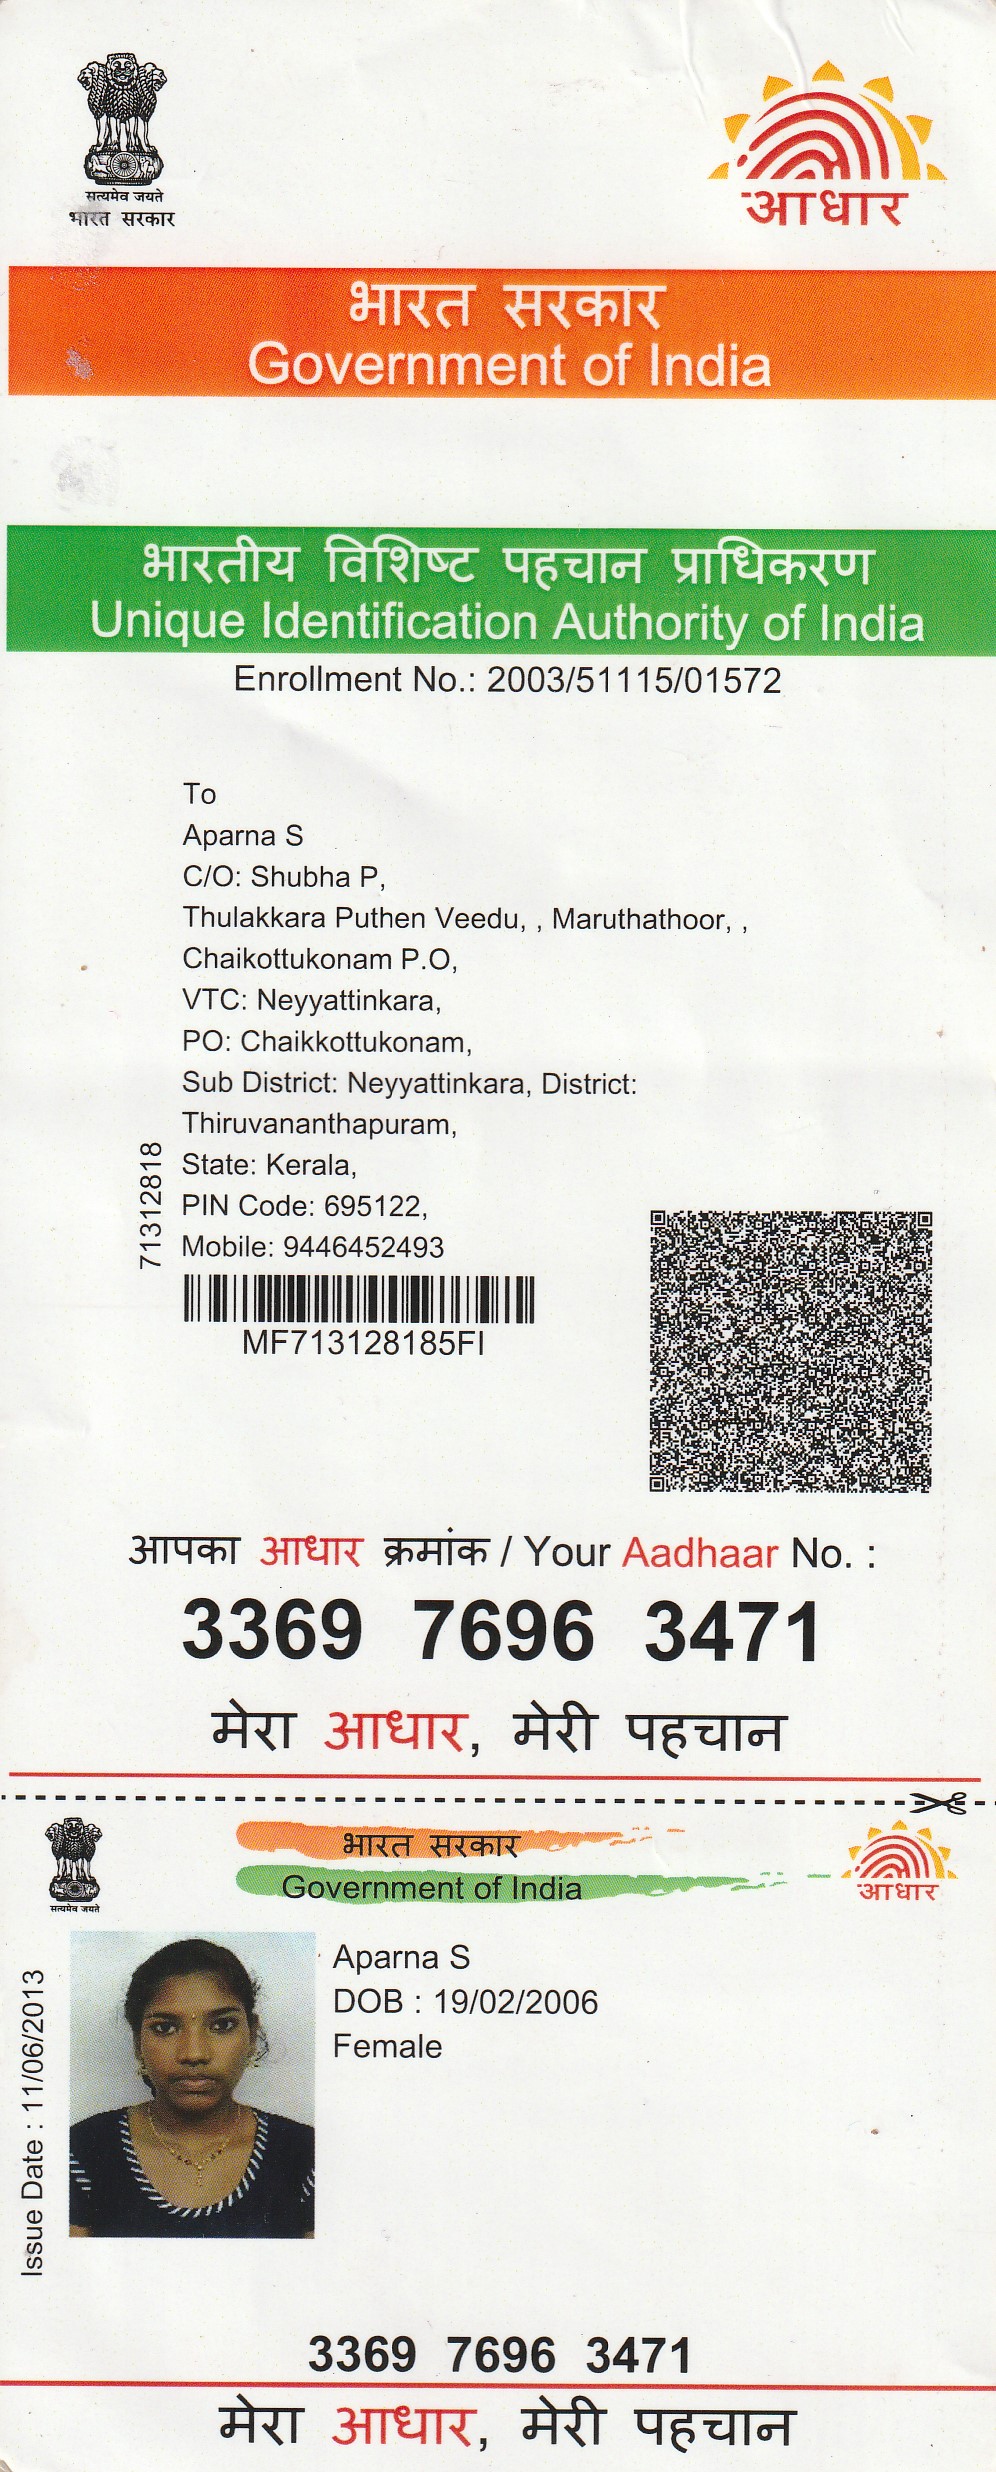 सत्यमेव जयते
भारत सरकार
आधार
भारत सरकार
Government of India
भारतीय विशिष्ट पहचान प्राधिकरण
Unique Identification Authority of India
Enrollment No.: 2003/51115/01572
To
Aparna S
C/O: Shubha P,
Thulakkara Puthen Veedu, , Maruthathoor, ,
Chaikottukonam P.O,
VTC: Neyyattinkara,
PO: Chaikkottukonam,
Sub District: Neyyattinkara, District:
Thiruvananthapuram,
State: Kerala,
PIN Code: 695122,
Mobile: 9446452493
71312818
MF713128185FI
आपका आधार क्रमांक / Your Aadhaar No. :
3369 7696 3471
मेरा आधार, मेरी पहचान
सत्यमेव जयते
भारत सरकार
Government of India
आधार
Issue Date : 11/06/2013
Aparna S
DOB : 19/02/2006
Female
3369 7696 3471
मेरा आधार, मेरी पहचान